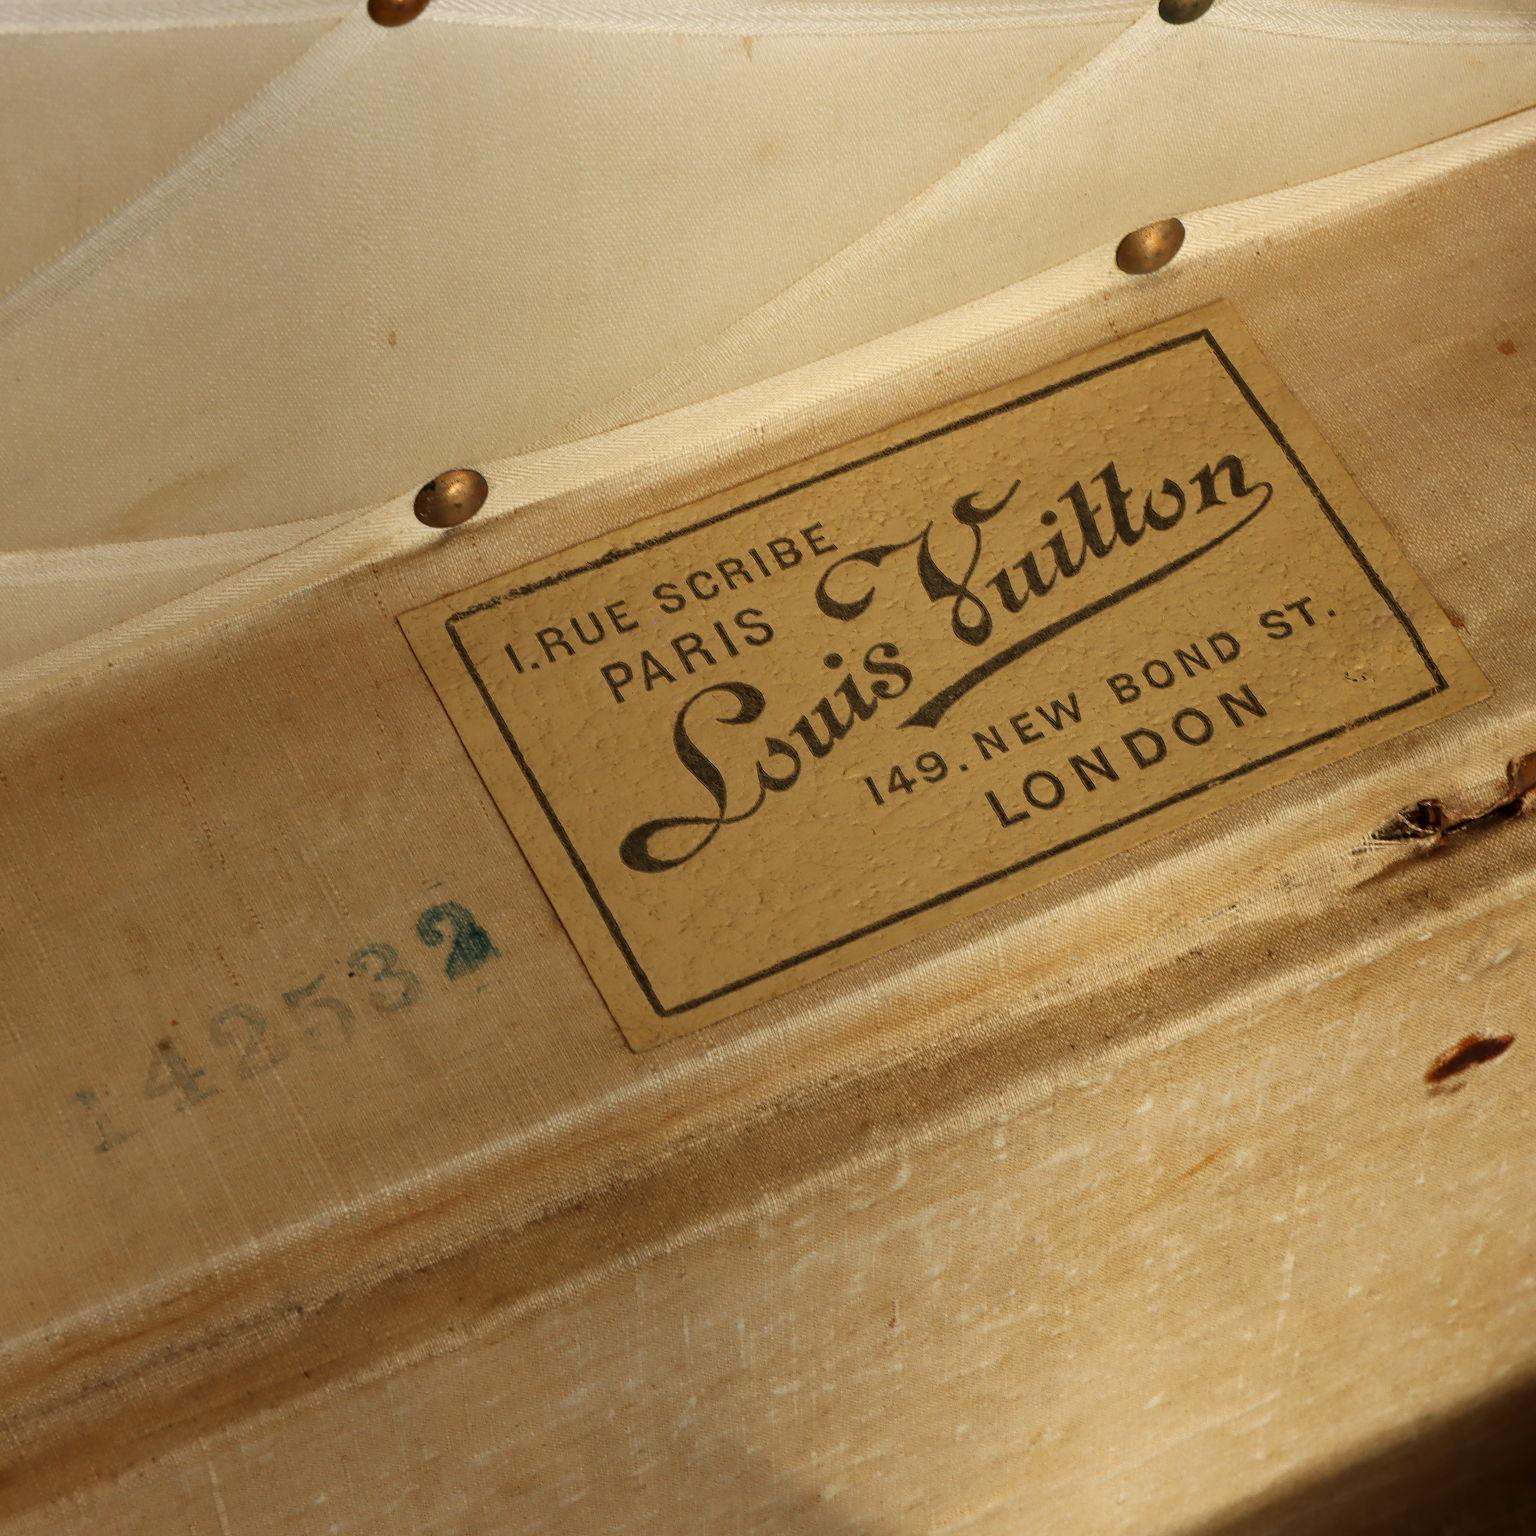 1.RUE SCRIBE
PARIS
Louis Vuitton
149.NEW BOND ST.
LONDON
142532